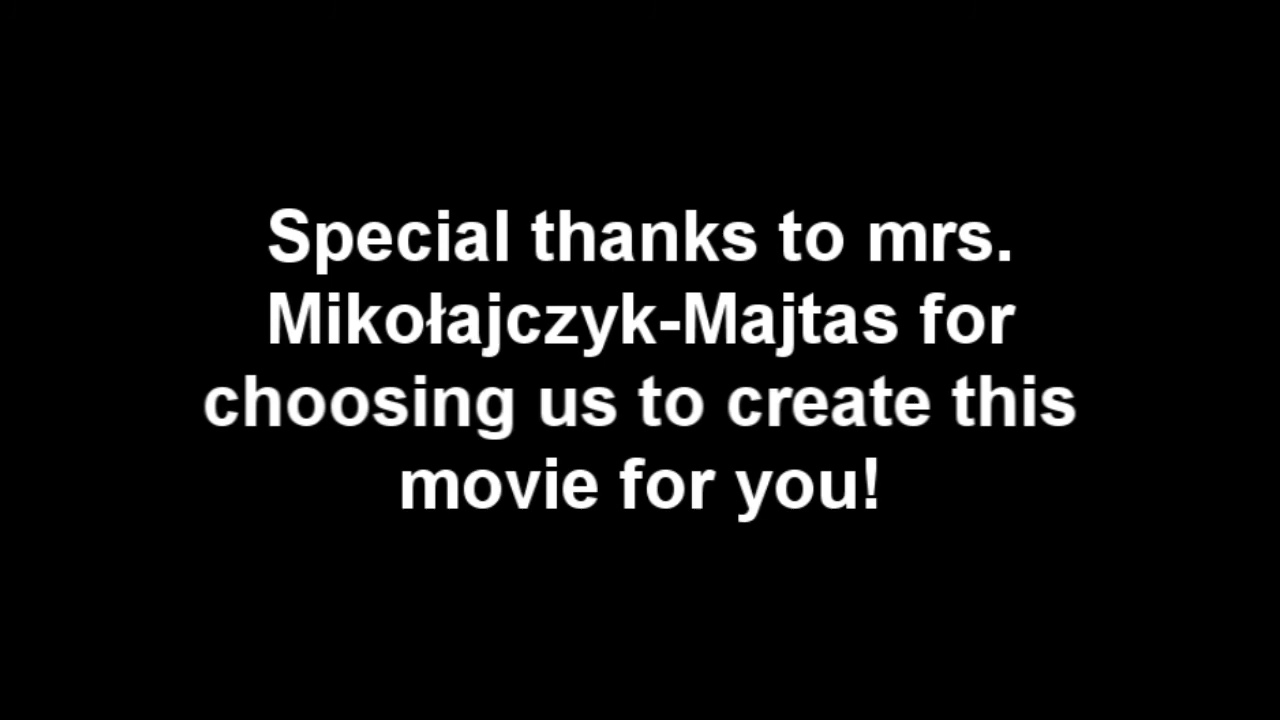 Special thanks to mrs.
Mikołajczyk-Majtas for
choosing us to create this
movie for you!